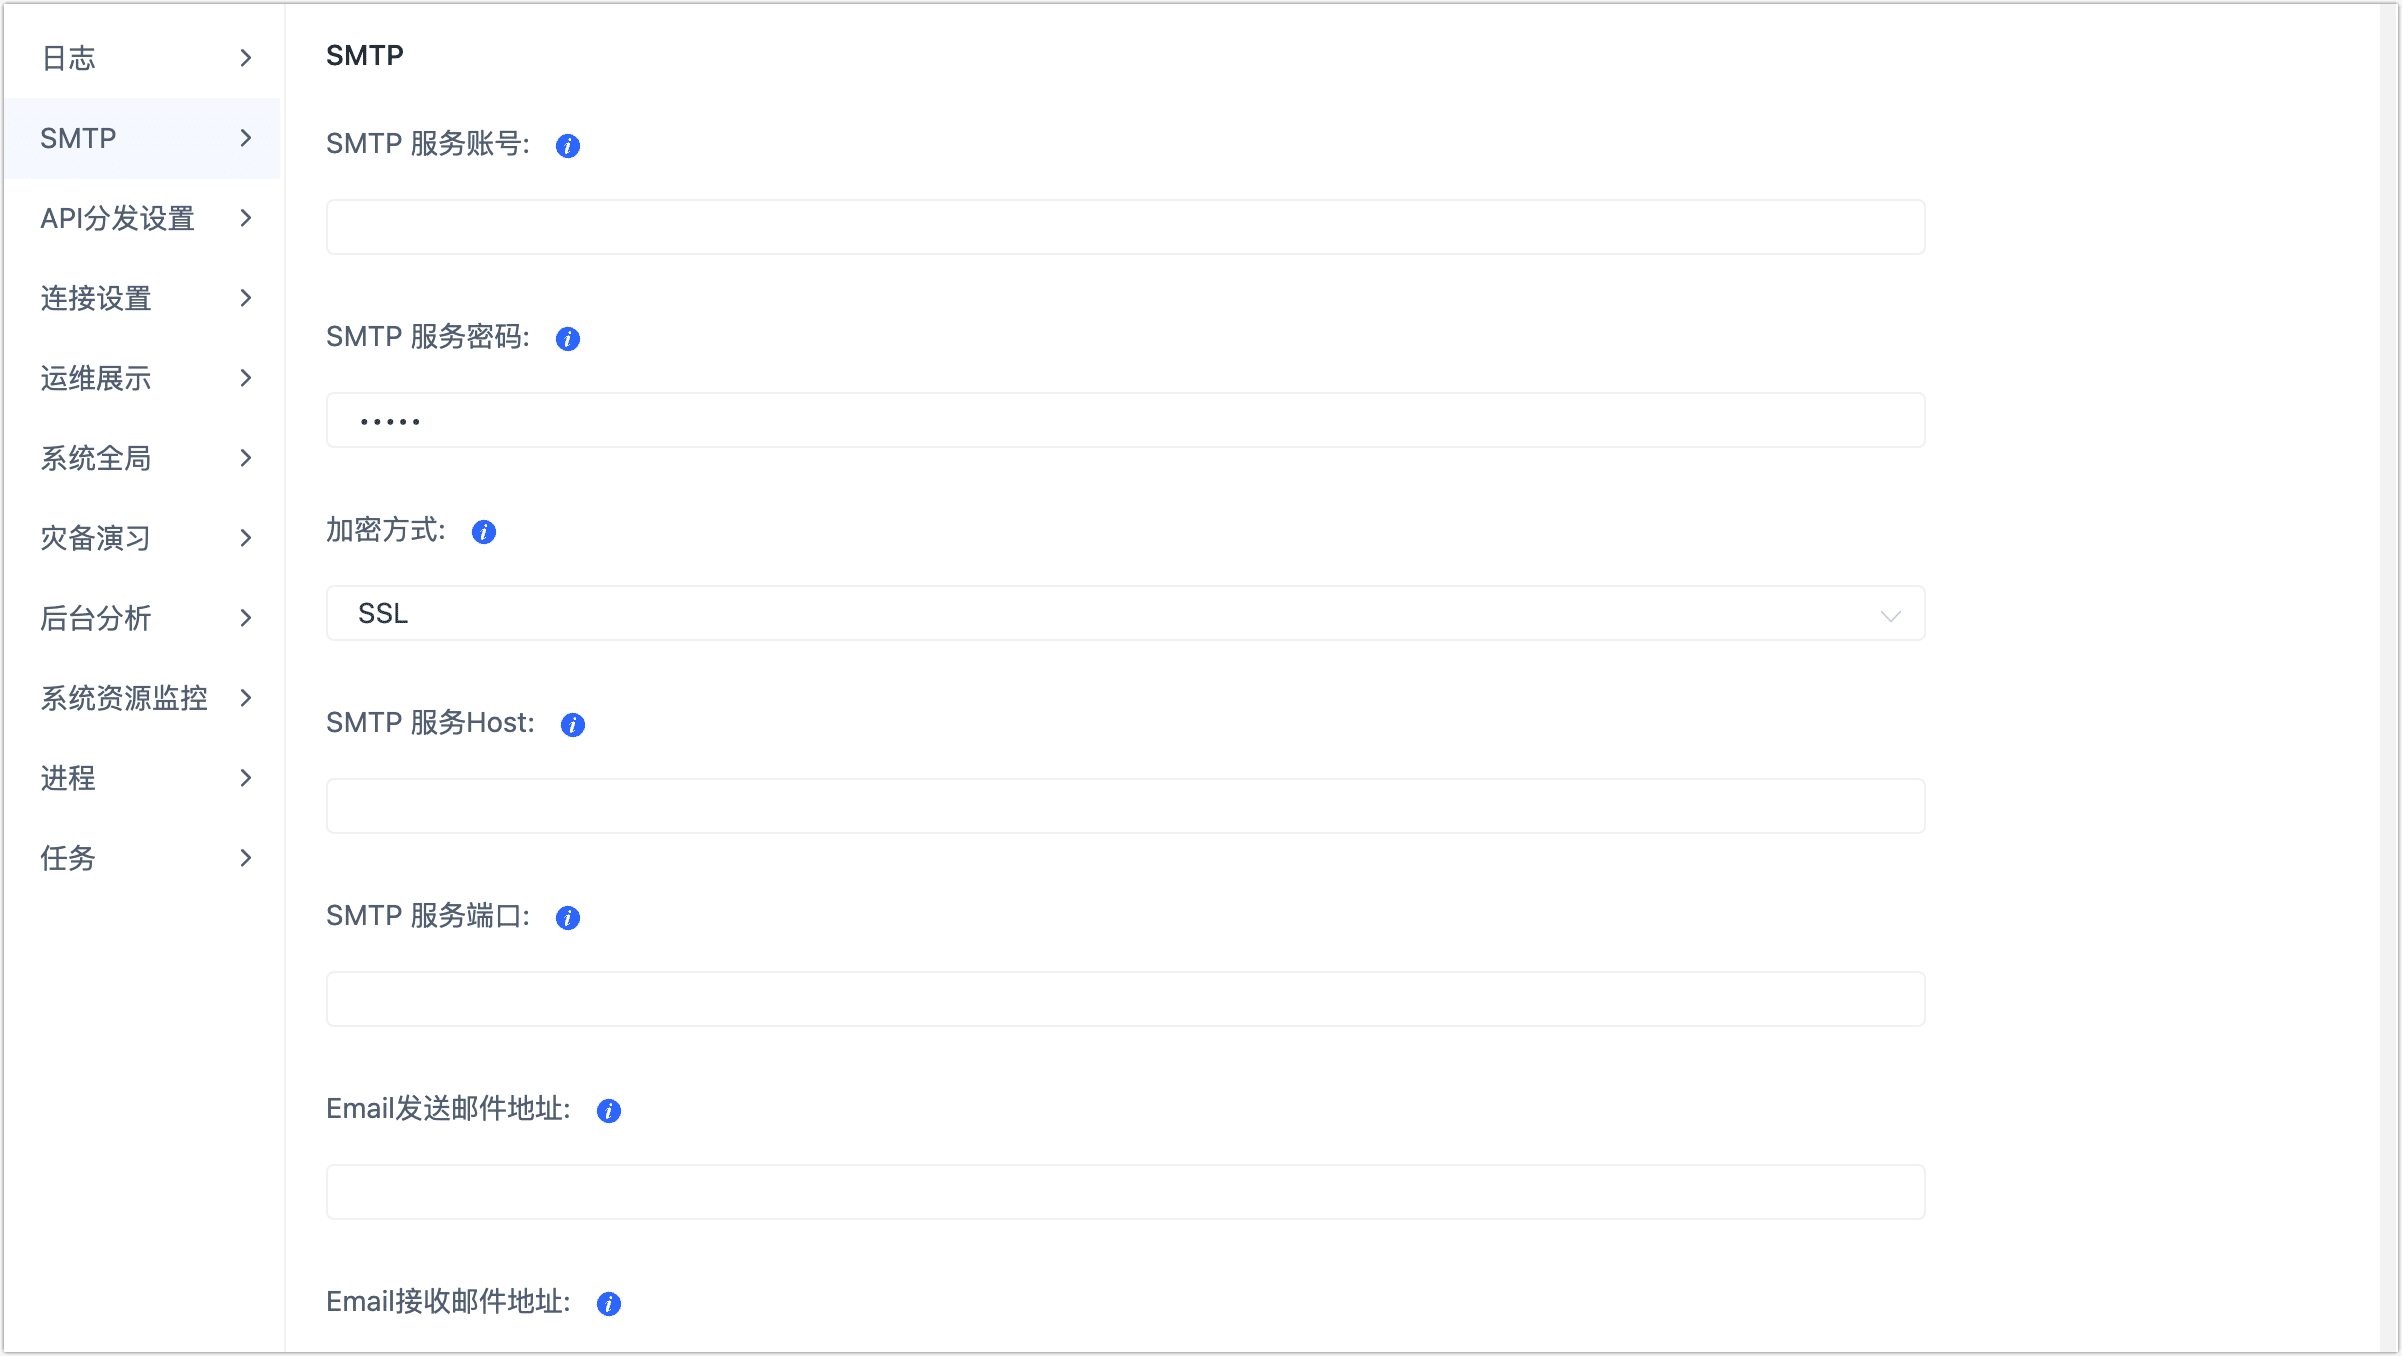 日志
SMTP
API分发设置
连接设置
运维展示
系统全局
灾备演习
后台分析
系统资源监控
进程
任务
SMTP
SMTP 服务账号:
SMTP 服务密码:
•••••
加密方式:
SSL
SMTP 服务Host:
SMTP 服务端口:
Email发送邮件地址:
Email接收邮件地址: